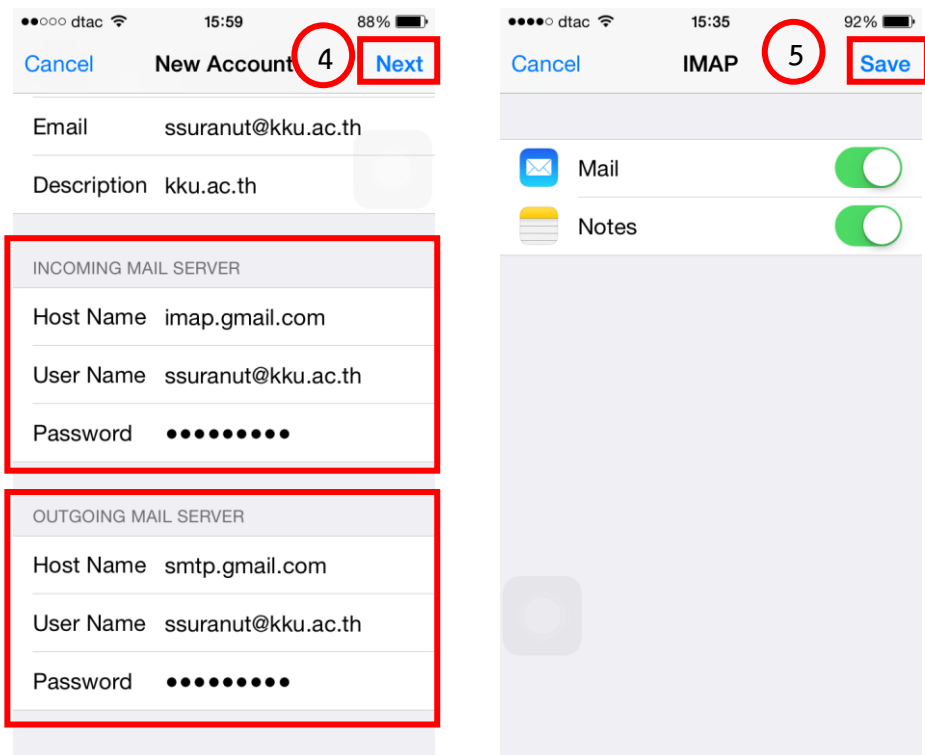 dtac 15:59 88%
Cancel New Account 4 Next
Email ssuranut@kku.ac.th
Description kku.ac.th
INCOMING MAIL SERVER
Host Name imap.gmail.com
User Name ssuranut@kku.ac.th
Password ●●●●●●●●●
OUTGOING MAIL SERVER
Host Name smtp.gmail.com
User Name ssuranut@kku.ac.th
Password ●●●●●●●●●
dtac 15:35 92%
Cancel IMAP 5 Save
Mail
Notes